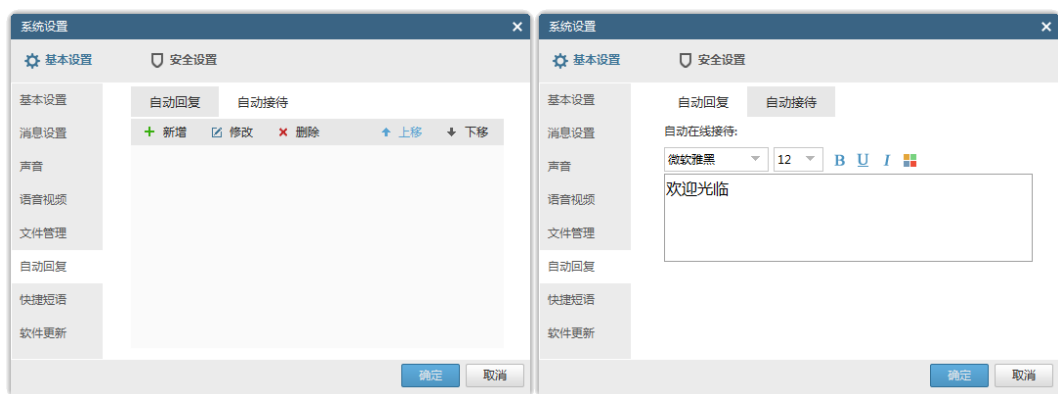 系统设置
基本设置 安全设置
基本设置
消息设置
声音
语音视频
文件管理
自动回复
快捷短语
软件更新
自动回复 自动接待
新增 修改 删除 上移 下移
确定 取消
系统设置
基本设置 安全设置
基本设置
消息设置
声音
语音视频
文件管理
自动回复
快捷短语
软件更新
自动回复 自动接待
自动在线接待:
微软雅黑 12 B U I
欢迎光临
确定 取消